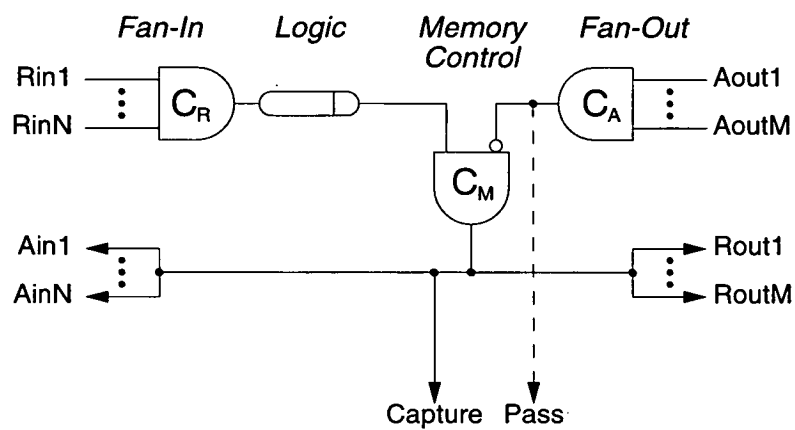 Fan-In
Logic
Memory
Control
Fan-Out
Rin1
RinN
CR
CA
Aout1
AoutM
CM
Ain1
AinN
Rout1
RoutM
Capture
Pass